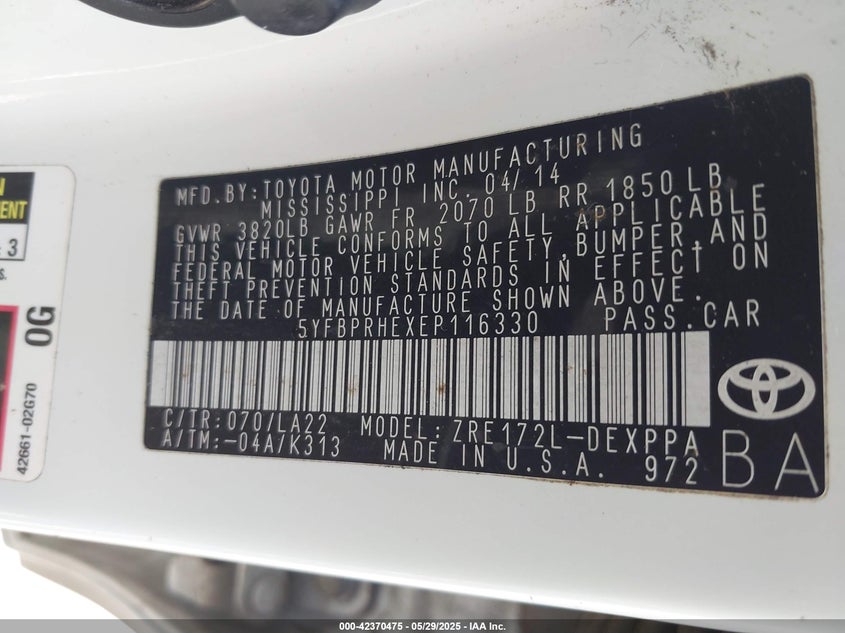 MFD.BY:TOYOTA MOTOR MANUFACTURING
MISSISSIPPI INC 04/14
GVWR 3820LB GAWR FR 2070 LB RR 1850 LB
THIS VEHICLE CONFORMS TO ALL APPLICABLE
FEDERAL MOTOR VEHICLE SAFETY,BUMPER,AND
THEFT PREVENTION STANDARDS IN EFFECT ON
THE DATE OF MANUFACTURE SHOWN ABOVE.
5YFBPRHEXEP116330 PASS.CAR
C/TR:070/LA22 MODEL:ZRE172L-DEXPPA
A/TM:-04A/K313 MADE IN U.S.A. 972
BA
3
s.
0G
42661-02G70
000-42370475 - 05/29/2025 - IAA Inc.